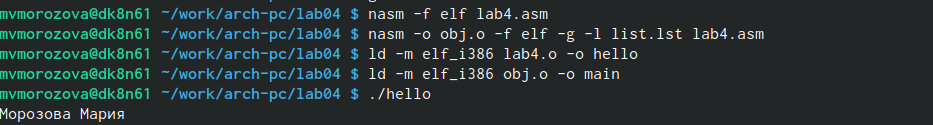 mvmorozova@dk8n61 ~/work/arch-pc/lab04 $ nasm -f elf lab4.asm
mvmorozova@dk8n61 ~/work/arch-pc/lab04 $ nasm -o obj.o -f elf -g -l list.lst lab4.asm
mvmorozova@dk8n61 ~/work/arch-pc/lab04 $ ld -m elf_i386 lab4.o -o hello
mvmorozova@dk8n61 ~/work/arch-pc/lab04 $ ld -m elf_i386 obj.o -o main
mvmorozova@dk8n61 ~/work/arch-pc/lab04 $ ./hello
Морозова Мария